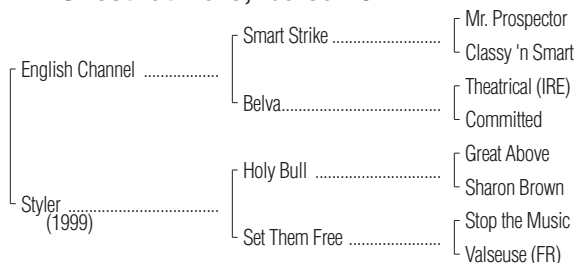 Mr. Prospector
Smart Strike
Classy 'n Smart
English Channel
Theatrical (IRE)
Belva
Committed
Great Above
Holy Bull
Sharon Brown
Styler
(1999)
Stop the Music
Set Them Free
Valseuse (FR)